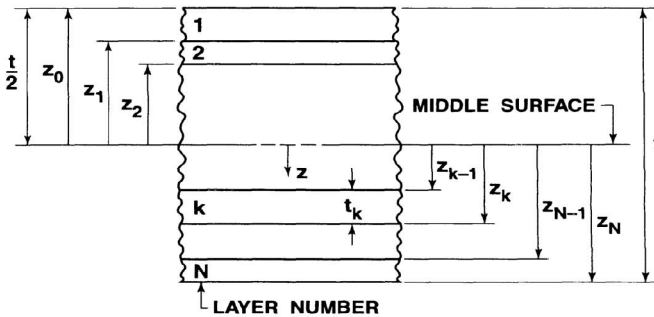 1
2
t/2
z0
z1
z2
MIDDLE SURFACE
z
zk–1
zk
zN–1
zN
k
tk
N
LAYER NUMBER